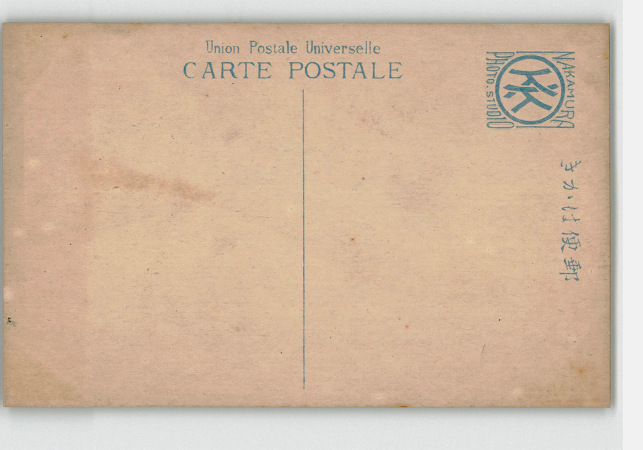 Union Postale Universelle
CARTE POSTALE
PHOTO.STUDIO
NAKAMURA
きかは便郵